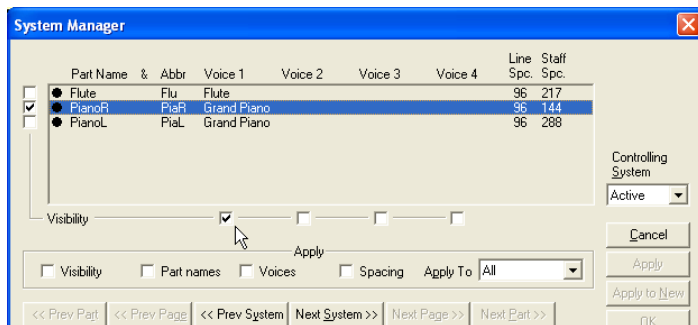 System Manager
Line Staff
Part Name & Abbr Voice 1 Voice 2 Voice 3 Voice 4 Spc. Spc.
Flute Flu Flute 96 217
PianoR PiaR Grand Piano 96 144
PianoL PiaL Grand Piano 96 288
Controlling
System
Active
Visibility
Cancel
Apply
Visibility Part names Voices Spacing Apply To All
Apply
Apply to New
<< Prev Part << Prev Page << Prev System Next System >> Next Page >> Next Part >>
OK